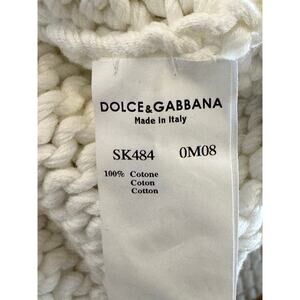 DOLCE&GABBANA
Made in Italy
SK484 0M08
100% Cotone
Coton
Cotton